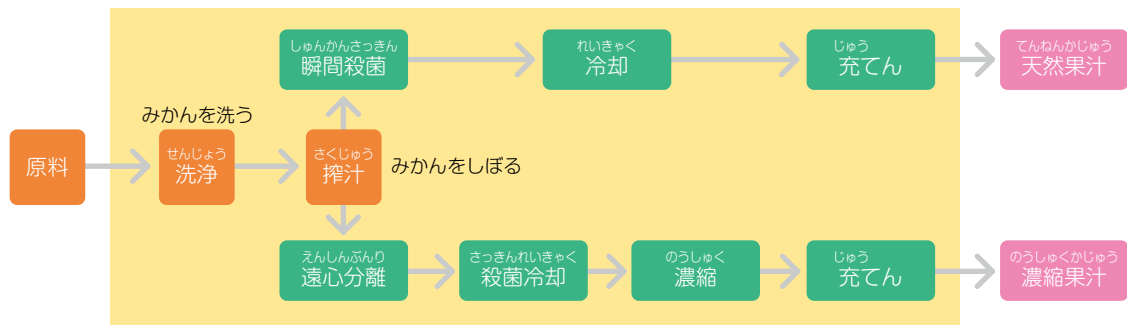 しゅんかんさっきん
瞬間殺菌
れいきゃく
冷却
じゅう
充てん
てんねんかじゅう
天然果汁
みかんを洗う
原料
せんじょう
洗浄
さくじゅう
搾汁
みかんをしぼる
えんしんぶんり
遠心分離
さっきんれいきゃく
殺菌冷却
のうしゅく
濃縮
じゅう
充てん
のうしゅくかじゅう
濃縮果汁